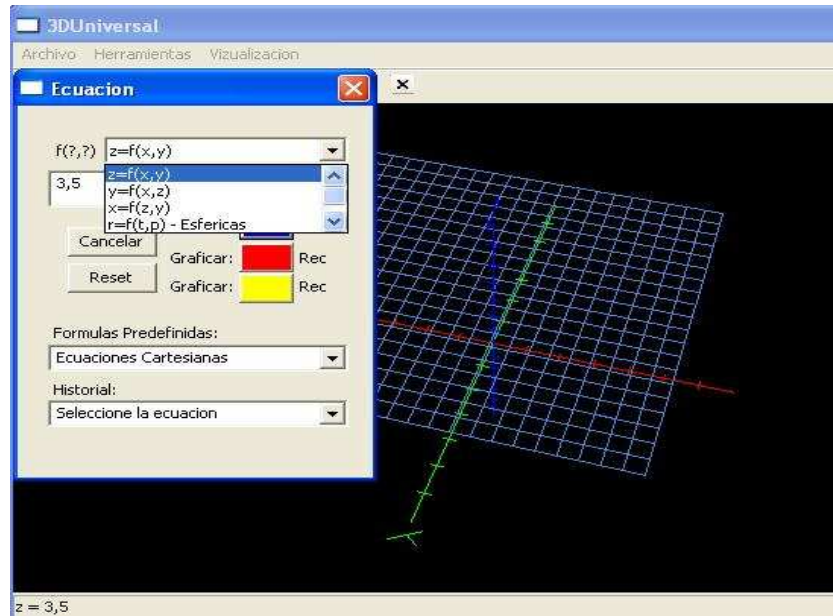 3DUniversal
Archivo Herramientas Vizualizacion
Ecuacion
f(?,?) z=f(x,y)
z=f(x,y)
3,5
y=f(x,z)
x=f(z,y)
r=f(t,p) - Esfericas
Cancelar
Graficar: Rec
Reset
Graficar: Rec
Formulas Predefinidas:
Ecuaciones Cartesianas
Historial:
Seleccione la ecuacion
Y
z = 3,5